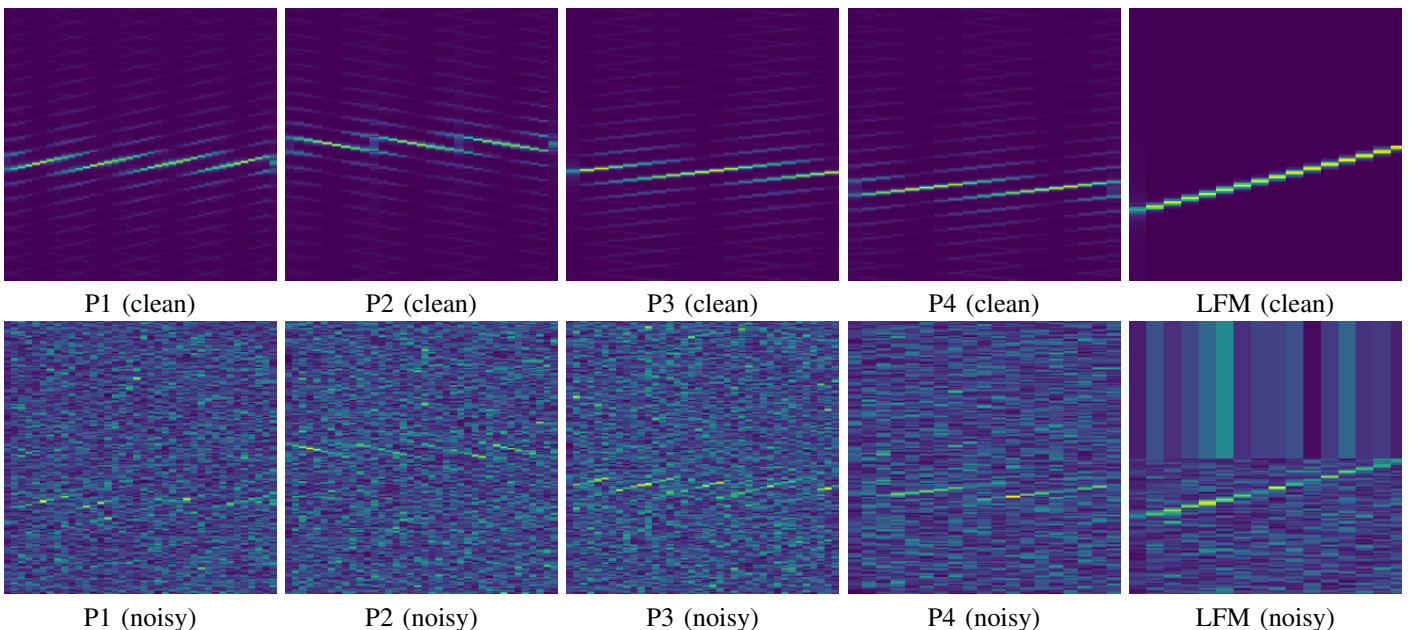 P1 (clean) P2 (clean) P3 (clean) P4 (clean) LFM (clean)
P1 (noisy) P2 (noisy) P3 (noisy) P4 (noisy) LFM (noisy)